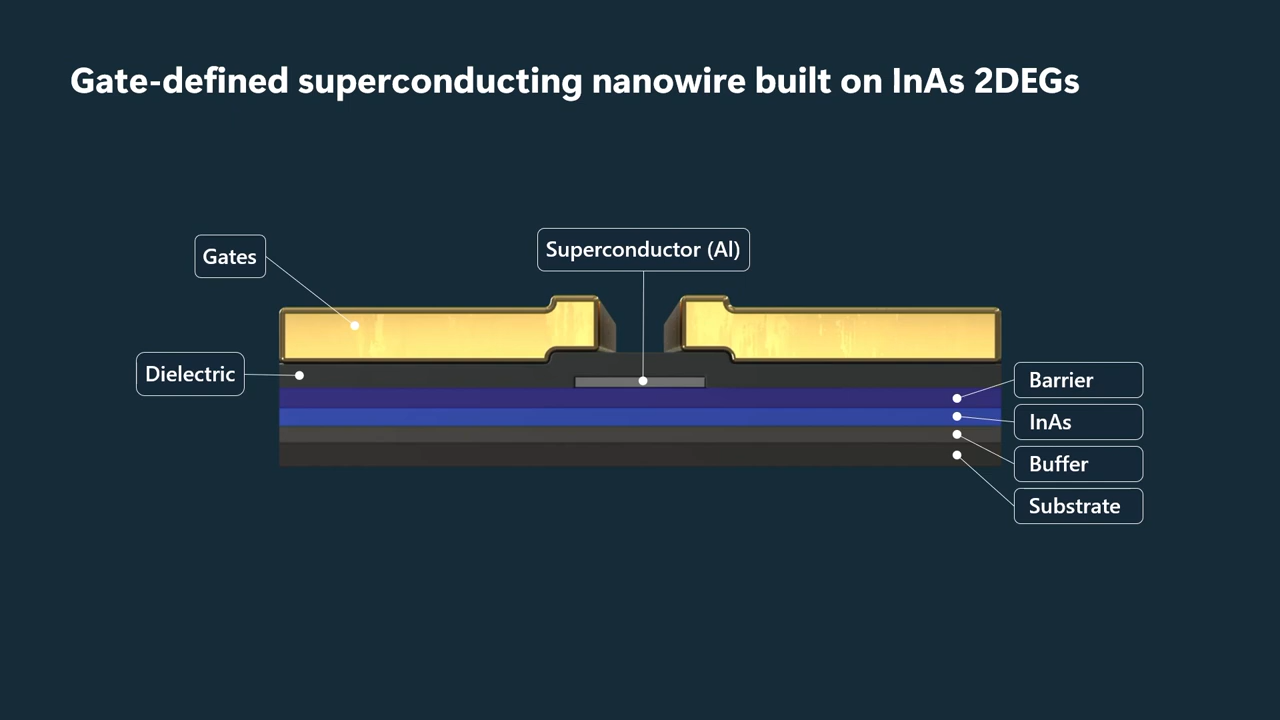 Gate-defined superconducting nanowire built on InAs 2DEGs
Gates
Superconductor (Al)
Dielectric
Barrier
InAs
Buffer
Substrate